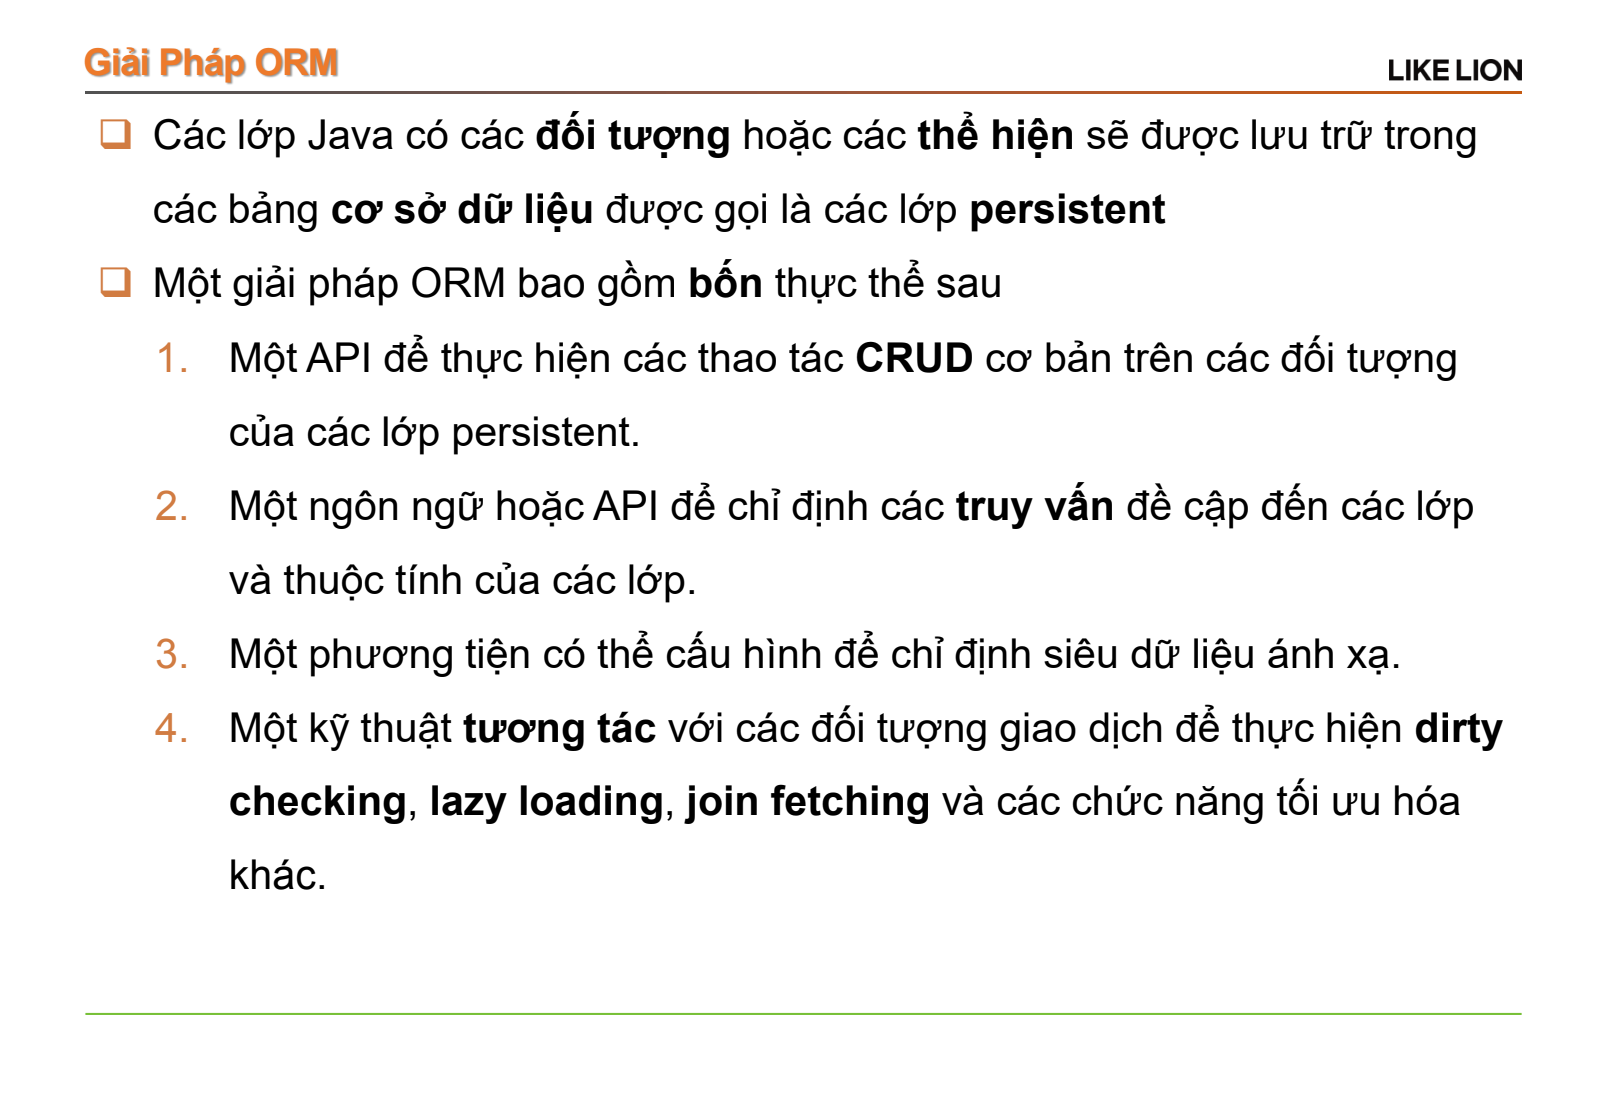 Giải Pháp ORM
LIKE LION
Các lớp Java có các đối tượng hoặc các thể hiện sẽ được lưu trữ trong
các bảng cơ sở dữ liệu được gọi là các lớp persistent
Một giải pháp ORM bao gồm bốn thực thể sau
1. Một API để thực hiện các thao tác CRUD cơ bản trên các đối tượng
của các lớp persistent.
2. Một ngôn ngữ hoặc API để chỉ định các truy vấn đề cập đến các lớp
và thuộc tính của các lớp.
3. Một phương tiện có thể cấu hình để chỉ định siêu dữ liệu ánh xạ.
4. Một kỹ thuật tương tác với các đối tượng giao dịch để thực hiện dirty
checking, lazy loading, join fetching và các chức năng tối ưu hóa
khác.